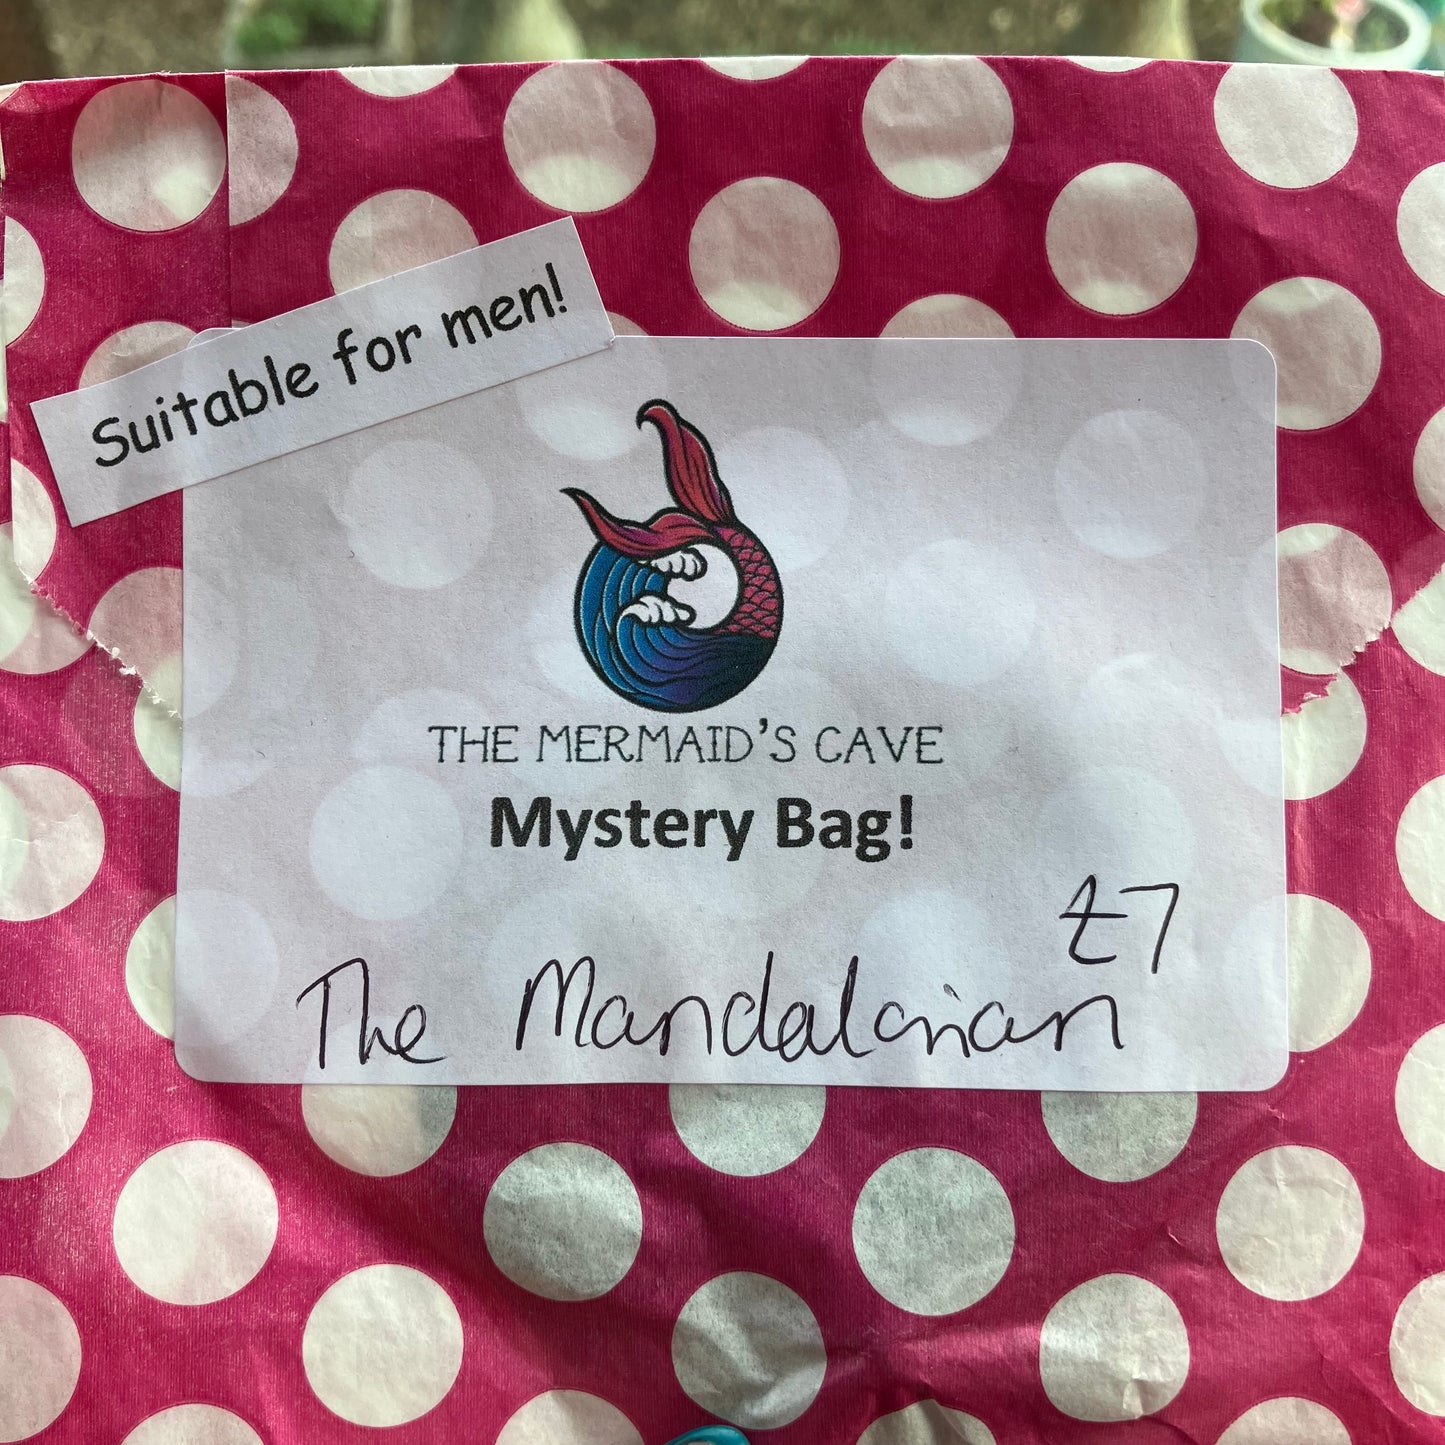 Suitable for men!
THE MERMAID'S CAVE
Mystery Bag!
£7
The Mandalorian